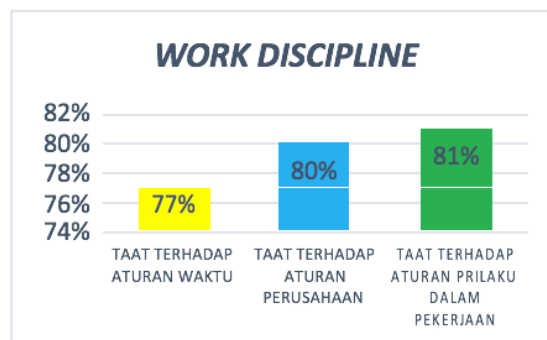 WORK DISCIPLINE
82%
80%
78%
76%
74%
77%
80%
81%
TAAT TERHADAP
ATURAN WAKTU
TAAT TERHADAP
ATURAN
PERUSAHAAN
TAAT TERHADAP
ATURAN PRILAKU
DALAM
PEKERJAAN